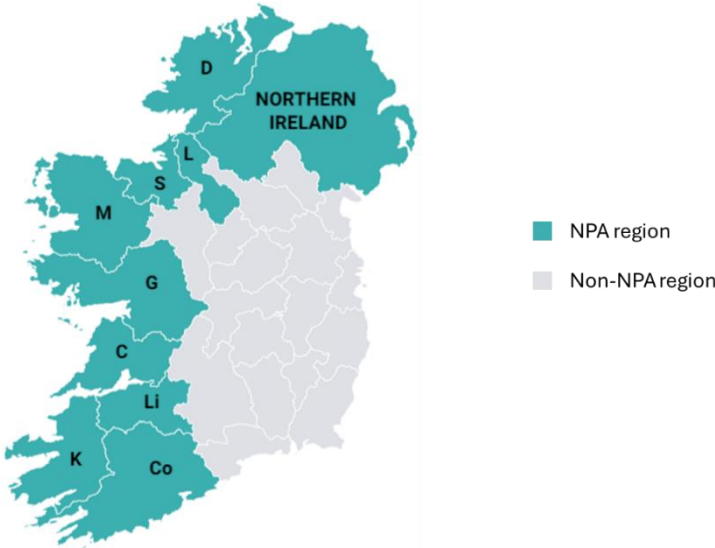 D
NORTHERN
IRELAND
L
S
M
G
C
Li
K
Co
NPA region
Non-NPA region